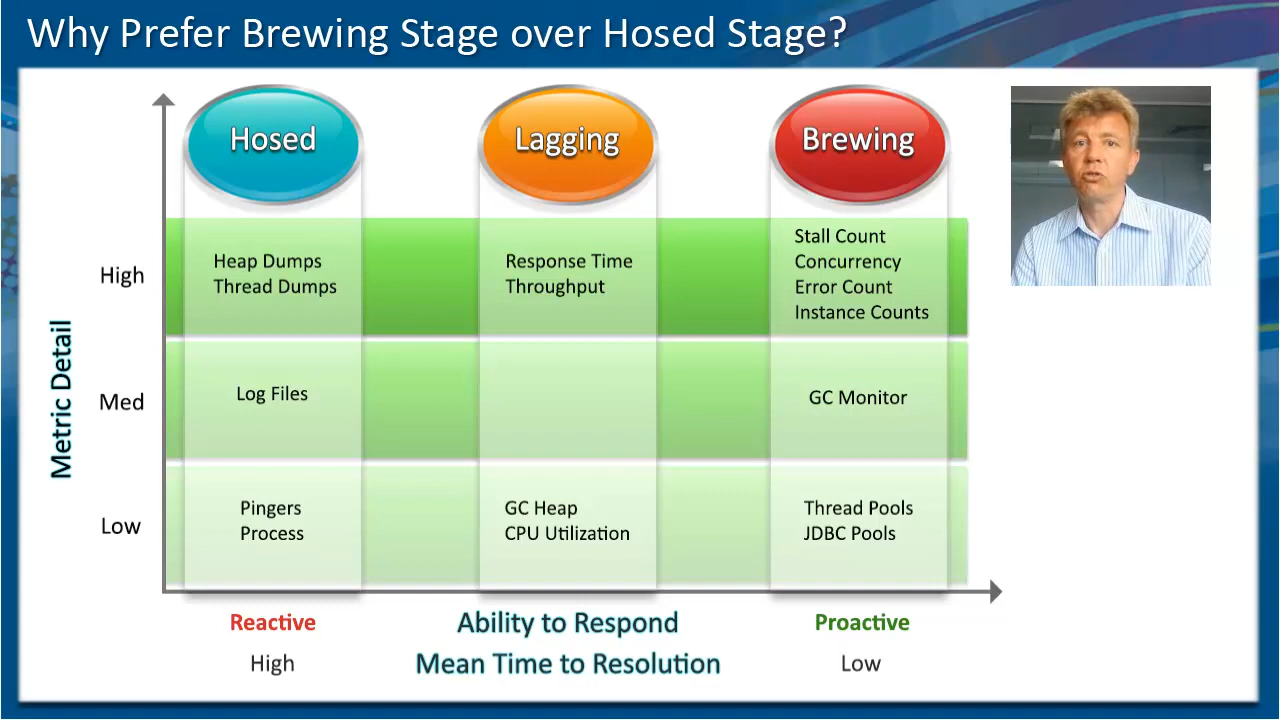 Why Prefer Brewing Stage over Hosed Stage?
Hosed
Lagging
Brewing
Metric Detail
High
Heap Dumps
Thread Dumps
Response Time
Throughput
Stall Count
Concurrency
Error Count
Instance Counts
Med
Log Files
GC Monitor
Low
Pingers
Process
GC Heap
CPU Utilization
Thread Pools
JDBC Pools
Reactive
Ability to Respond
Proactive
High
Mean Time to Resolution
Low